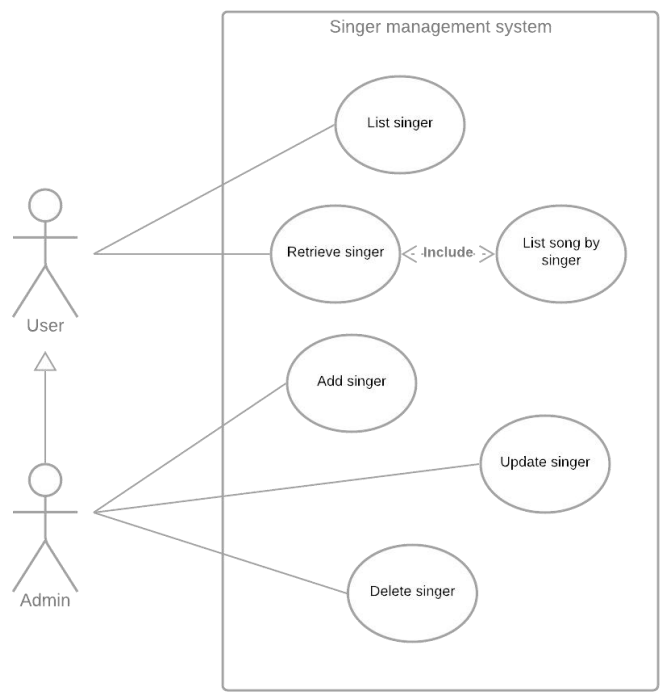 Singer management system
List singer
Retrieve singer
Include
List song by
singer
User
Add singer
Update singer
Delete singer
Admin